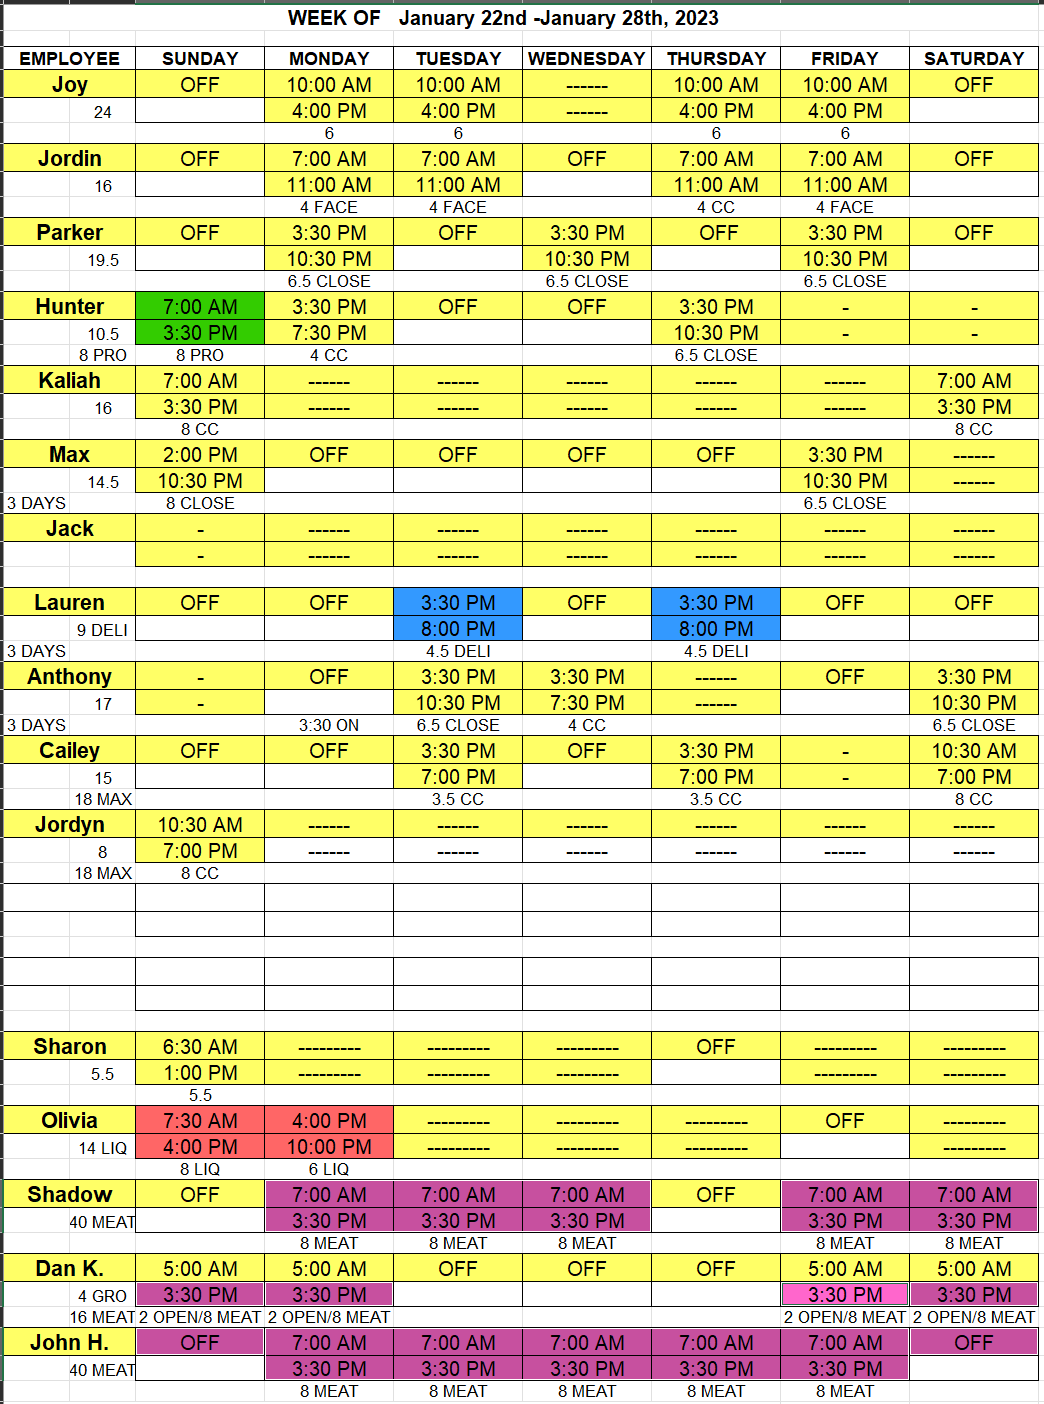 WEEK OF January 22nd -January 28th, 2023
EMPLOYEE SUNDAY MONDAY TUESDAY WEDNESDAY THURSDAY FRIDAY SATURDAY
Joy OFF 10:00 AM 10:00 AM ------ 10:00 AM 10:00 AM OFF
24 4:00 PM 4:00 PM ------ 4:00 PM 4:00 PM
6 6 6 6
Jordin OFF 7:00 AM 7:00 AM OFF 7:00 AM 7:00 AM OFF
16 11:00 AM 11:00 AM 11:00 AM 11:00 AM
4 FACE 4 FACE 4 CC 4 FACE
Parker OFF 3:30 PM OFF 3:30 PM OFF 3:30 PM OFF
19.5 10:30 PM 10:30 PM 10:30 PM
6.5 CLOSE 6.5 CLOSE 6.5 CLOSE
Hunter 7:00 AM 3:30 PM OFF OFF 3:30 PM - -
10.5 3:30 PM 7:30 PM 10:30 PM - -
8 PRO 8 PRO 4 CC 6.5 CLOSE
Kaliah 7:00 AM ------ ------ ------ ------ ------ 7:00 AM
16 3:30 PM ------ ------ ------ ------ ------ 3:30 PM
8 CC 8 CC
Max 2:00 PM OFF OFF OFF OFF 3:30 PM ------
14.5 10:30 PM 10:30 PM ------
3 DAYS 8 CLOSE 6.5 CLOSE
Jack - ------ ------ ------ ------ ------ ------
- ------ ------ ------ ------ ------ ------
Lauren OFF OFF 3:30 PM OFF 3:30 PM OFF OFF
9 DELI 8:00 PM 8:00 PM
3 DAYS 4.5 DELI 4.5 DELI
Anthony - OFF 3:30 PM 3:30 PM ------ OFF 3:30 PM
17 - 10:30 PM 7:30 PM ------ 10:30 PM
3 DAYS 3:30 ON 6.5 CLOSE 4 CC 6.5 CLOSE
Cailey OFF OFF 3:30 PM OFF 3:30 PM - 10:30 AM
15 7:00 PM 7:00 PM - 7:00 PM
18 MAX 3.5 CC 3.5 CC 8 CC
Jordyn 10:30 AM ------ ------ ------ ------ ------ ------
8 7:00 PM ------ ------ ------ ------ ------ ------
18 MAX 8 CC
Sharon 6:30 AM --------- --------- --------- OFF --------- ---------
5.5 1:00 PM --------- --------- --------- --------- ---------
5.5
Olivia 7:30 AM 4:00 PM --------- --------- --------- OFF ---------
14 LIQ 4:00 PM 10:00 PM --------- --------- --------- ---------
8 LIQ 6 LIQ
Shadow OFF 7:00 AM 7:00 AM 7:00 AM OFF 7:00 AM 7:00 AM
40 MEAT 3:30 PM 3:30 PM 3:30 PM 3:30 PM 3:30 PM
8 MEAT 8 MEAT 8 MEAT 8 MEAT 8 MEAT
Dan K. 5:00 AM 5:00 AM OFF OFF OFF 5:00 AM 5:00 AM
4 GRO 3:30 PM 3:30 PM 3:30 PM 3:30 PM
16 MEAT 2 OPEN/8 MEAT 2 OPEN/8 MEAT 2 OPEN/8 MEAT 2 OPEN/8 MEAT
John H. OFF 7:00 AM 7:00 AM 7:00 AM 7:00 AM 7:00 AM OFF
40 MEAT 3:30 PM 3:30 PM 3:30 PM 3:30 PM 3:30 PM
8 MEAT 8 MEAT 8 MEAT 8 MEAT 8 MEAT